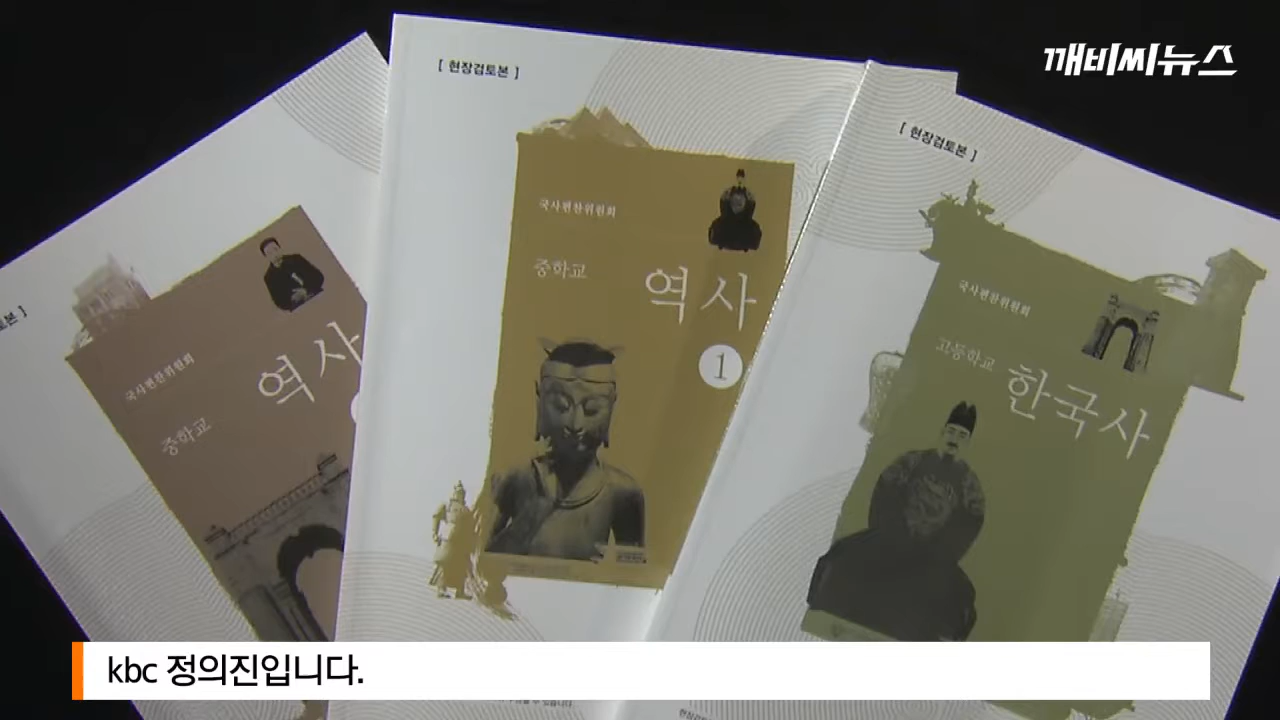 깨비씨뉴스
[ 현장검토본 ]
국사편찬위원회
중학교
역사
국사편찬위원회
중학교
역사
1
[ 현장검토본 ]
국사편찬위원회
고등학교
한국사
kbc 정의진입니다.